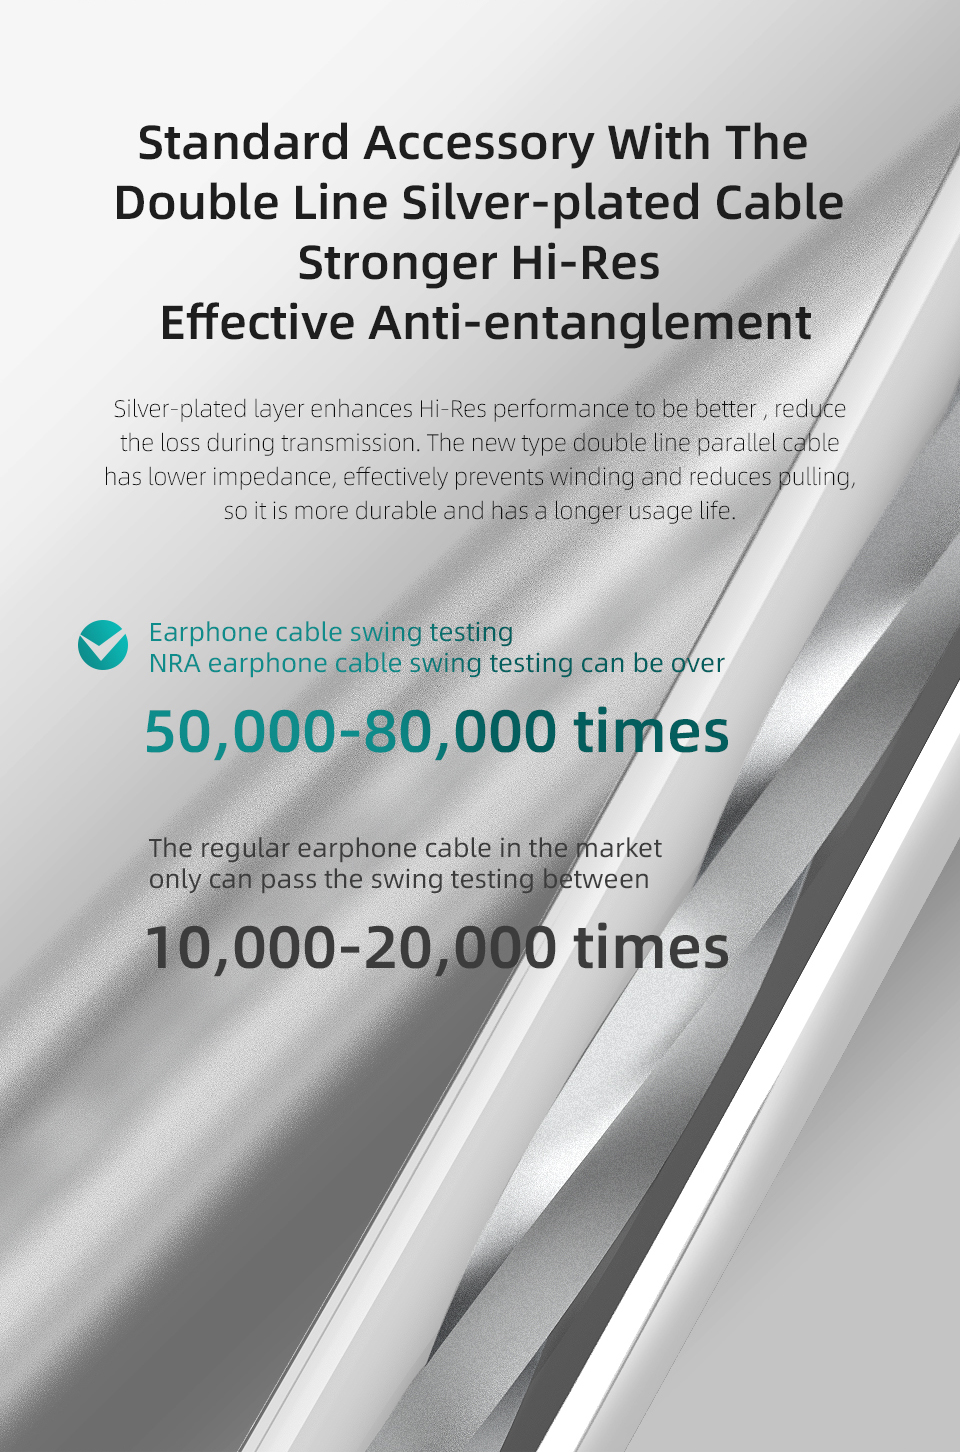 Standard Accessory With The
Double Line Silver-plated Cable
Stronger Hi-Res
Effective Anti-entanglement
Silver-plated layer enhances Hi-Res performance to be better , reduce
the loss during transmission. The new type double line parallel cable
has lower impedance, effectively prevents winding and reduces pulling,
so it is more durable and has a longer usage life.
Earphone cable swing testing
NRA earphone cable swing testing can be over
50,000-80,000 times
The regular earphone cable in the market
only can pass the swing testing between
10,000-20,000 times